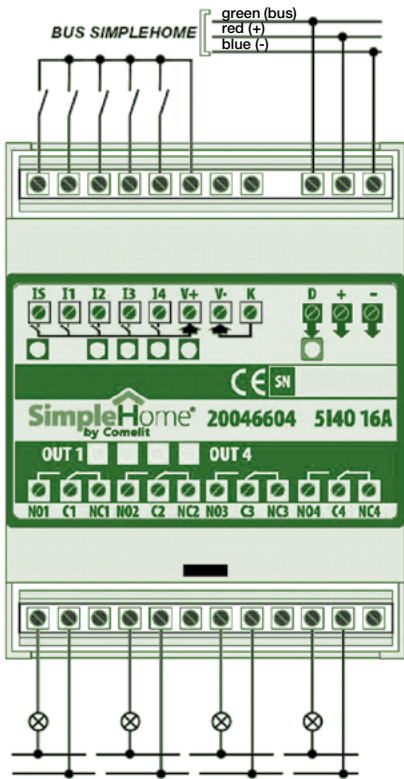 green (bus)
BUS SIMPLEHOME
red (+)
blue (-)
IS I1 I2 I3 I4 V+ V- K D + -
CE SN
SimpleHome® 20046604 5I40 16A
by Comelit
OUT 1 OUT 4
NO1 C1 NC1 NO2 C2 NC2 NO3 C3 NC3 NO4 C4 NC4